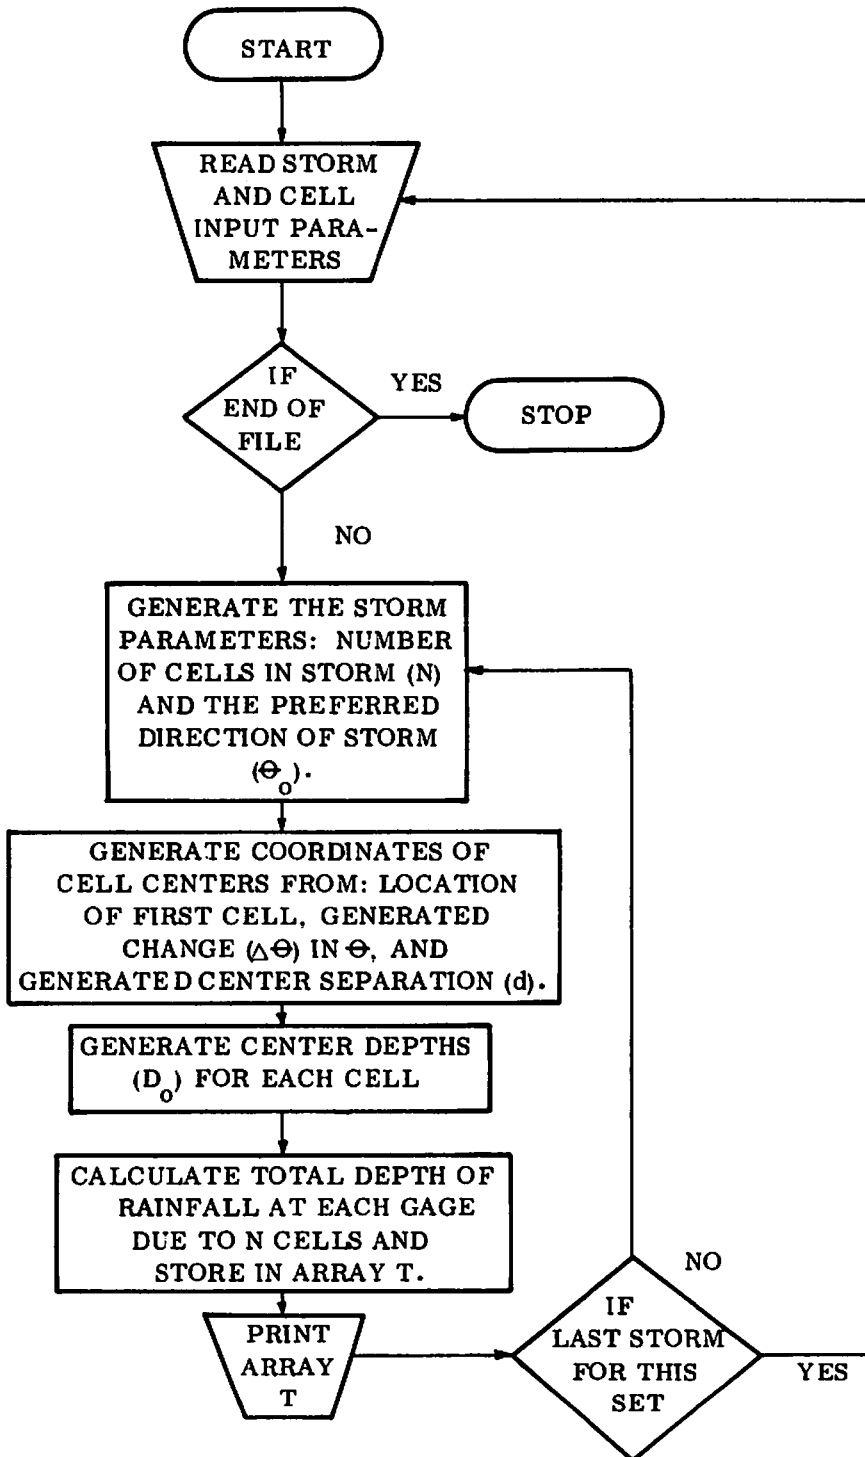 START
READ STORM
AND CELL
INPUT PARA-
METERS
IF
END OF
FILE
YES
STOP
NO
GENERATE THE STORM
PARAMETERS: NUMBER
OF CELLS IN STORM (N)
AND THE PREFERRED
DIRECTION OF STORM
(Θ₀).
GENERATE COORDINATES OF
CELL CENTERS FROM: LOCATION
OF FIRST CELL, GENERATED
CHANGE (ΔΘ) IN Θ, AND
GENERATED CENTER SEPARATION (d).
GENERATE CENTER DEPTHS
(D₀) FOR EACH CELL
CALCULATE TOTAL DEPTH OF
RAINFALL AT EACH GAGE
DUE TO N CELLS AND
STORE IN ARRAY T.
PRINT
ARRAY
T
NO
IF
LAST STORM
FOR THIS
SET
YES